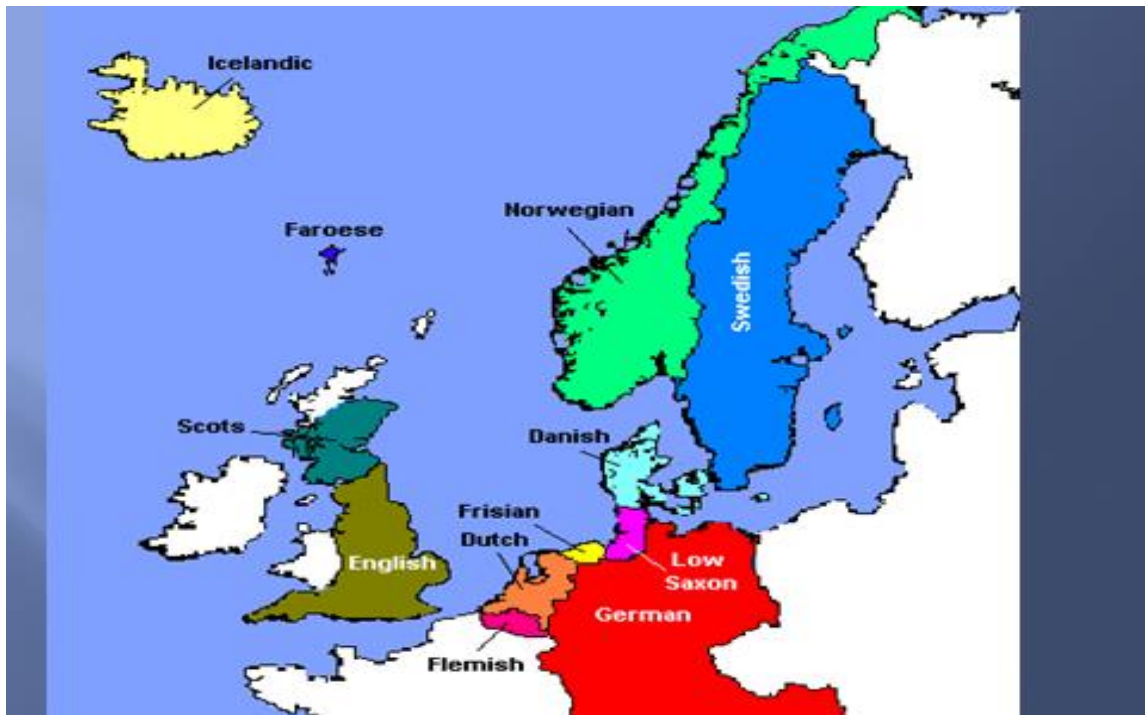 Icelandic
Norwegian
Faroese
Swedish
Scots
Danish
Frisian
Dutch
English
Low
Saxon
German
Flemish